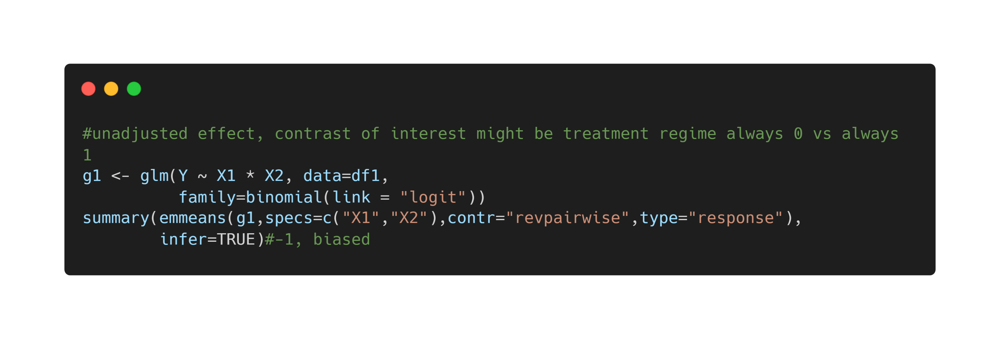 #unadjusted effect, contrast of interest might be treatment regime always 0 vs always
1
g1 <- glm(Y ~ X1 * X2, data=df1,
          family=binomial(link = "logit"))
summary(emmeans(g1,specs=c("X1","X2"),contr="revpairwise",type="response"),
        infer=TRUE)#-1, biased